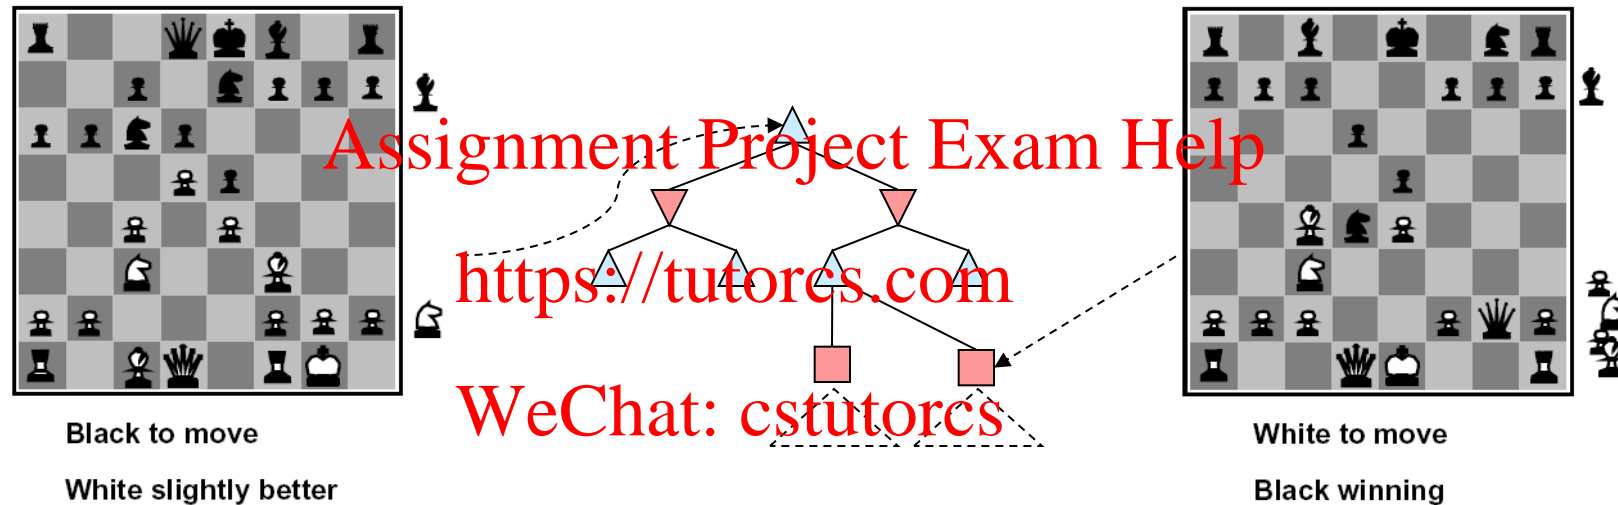 Assignment Project Exam Help
https://tutorcs.com
WeChat: cstutorcs
Black to move
White slightly better
White to move
Black winning